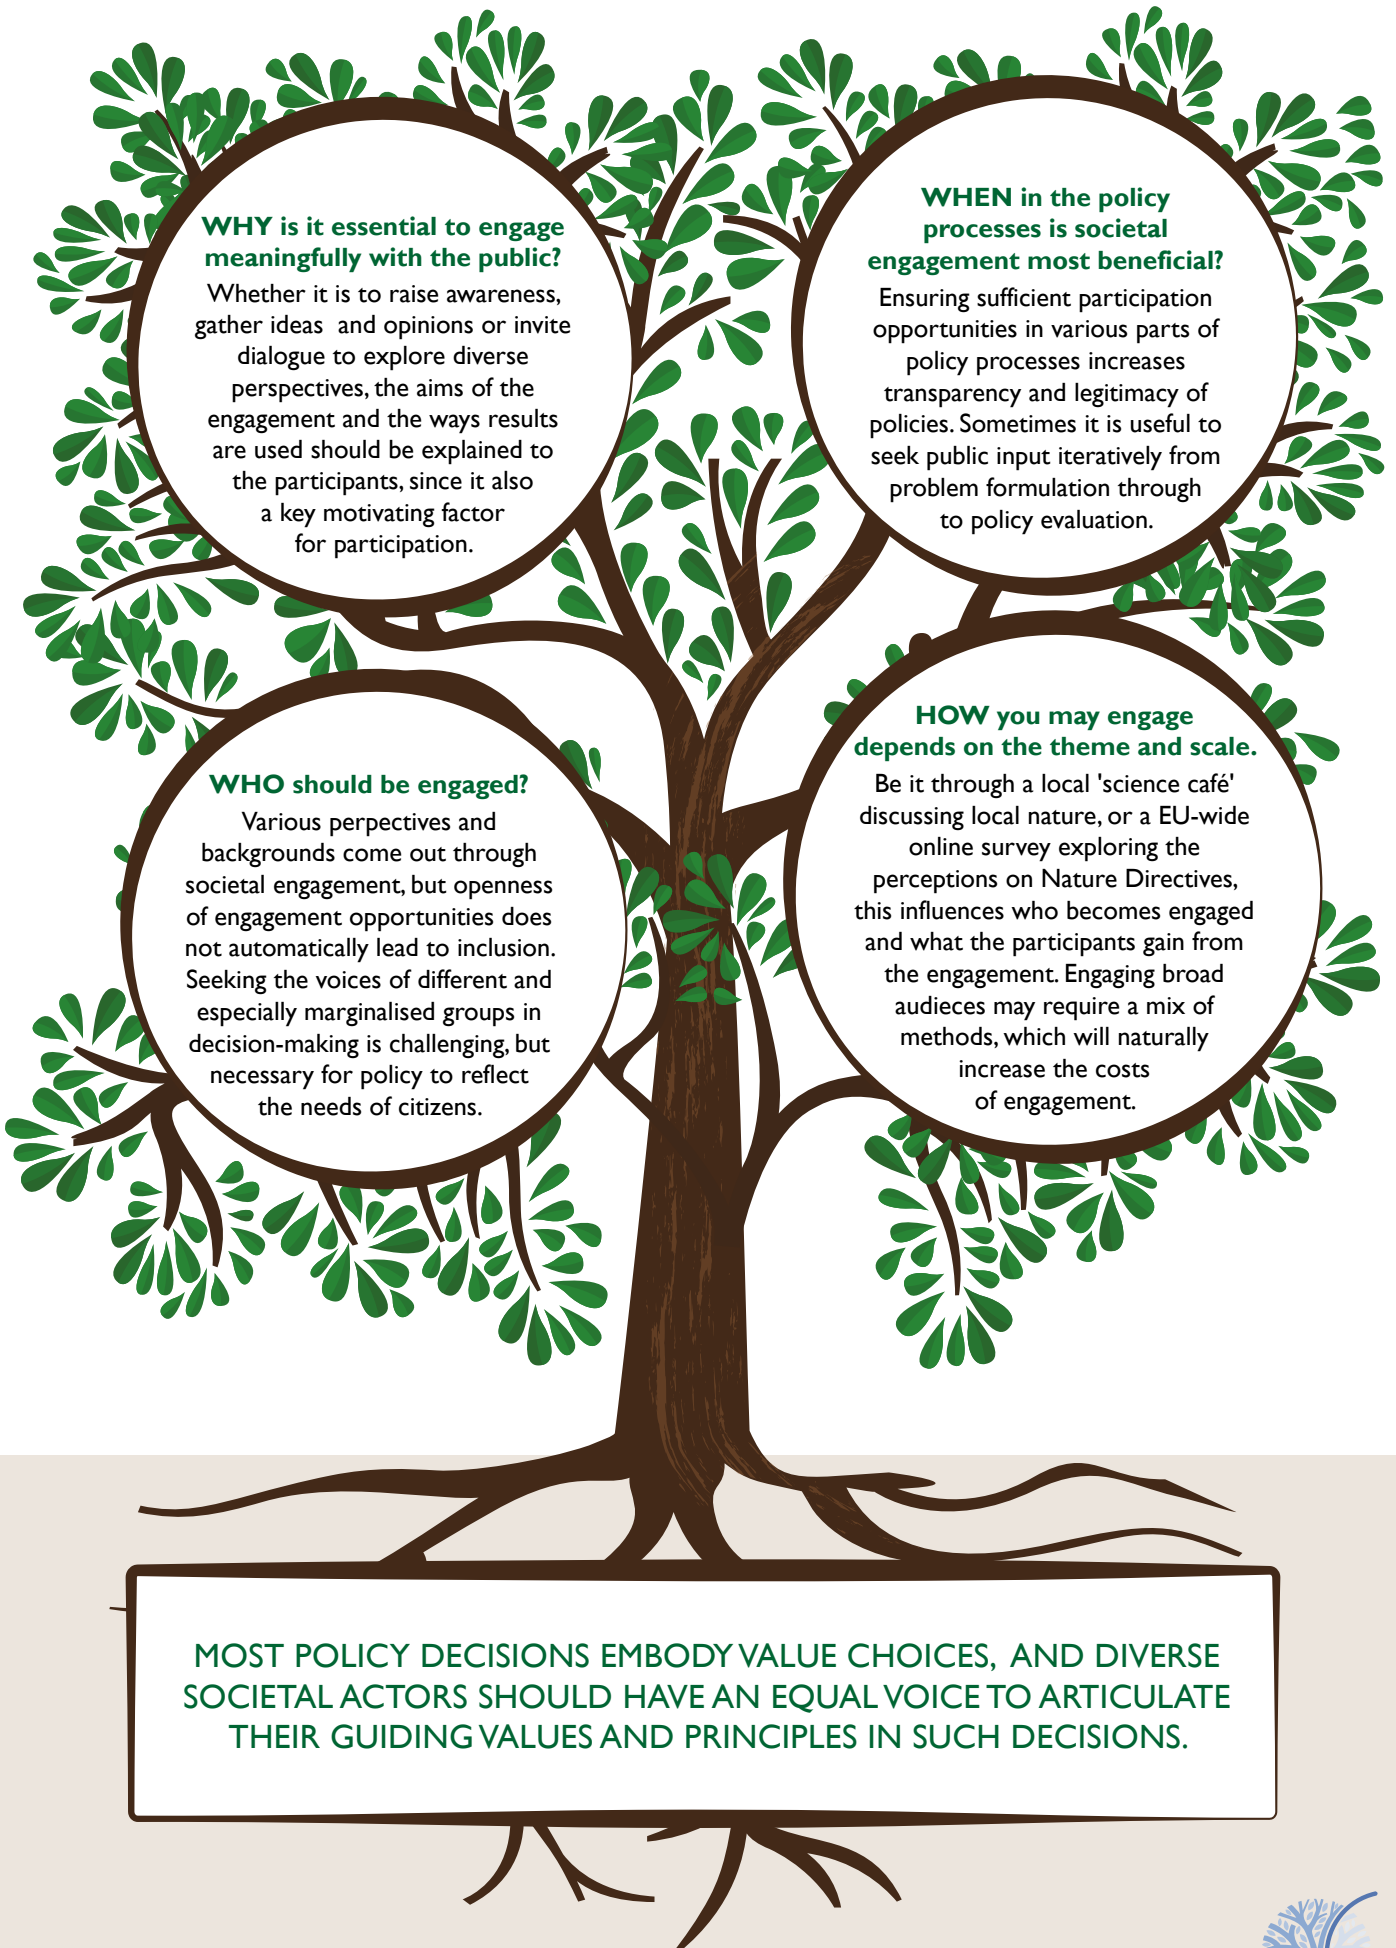 WHY is it essential to engage
meaningfully with the public?
Whether it is to raise awareness,
gather ideas and opinions or invite
dialogue to explore diverse
perspectives, the aims of the
engagement and the ways results
are used should be explained to
the participants, since it also
a key motivating factor
for participation.
WHEN in the policy
processes is societal
engagement most beneficial?
Ensuring sufficient participation
opportunities in various parts of
policy processes increases
transparency and legitimacy of
policies. Sometimes it is useful to
seek public input iteratively from
problem formulation through
to policy evaluation.
WHO should be engaged?
Various perpectives and
backgrounds come out through
societal engagement, but openness
of engagement opportunities does
not automatically lead to inclusion.
Seeking the voices of different and
especially marginalised groups in
decision-making is challenging, but
necessary for policy to reflect
the needs of citizens.
HOW you may engage
depends on the theme and scale.
Be it through a local 'science café'
discussing local nature, or a EU-wide
online survey exploring the
perceptions on Nature Directives,
this influences who becomes engaged
and what the participants gain from
the engagement. Engaging broad
audieces may require a mix of
methods, which will naturally
increase the costs
of engagement.
MOST POLICY DECISIONS EMBODY VALUE CHOICES, AND DIVERSE
SOCIETAL ACTORS SHOULD HAVE AN EQUAL VOICE TO ARTICULATE
THEIR GUIDING VALUES AND PRINCIPLES IN SUCH DECISIONS.